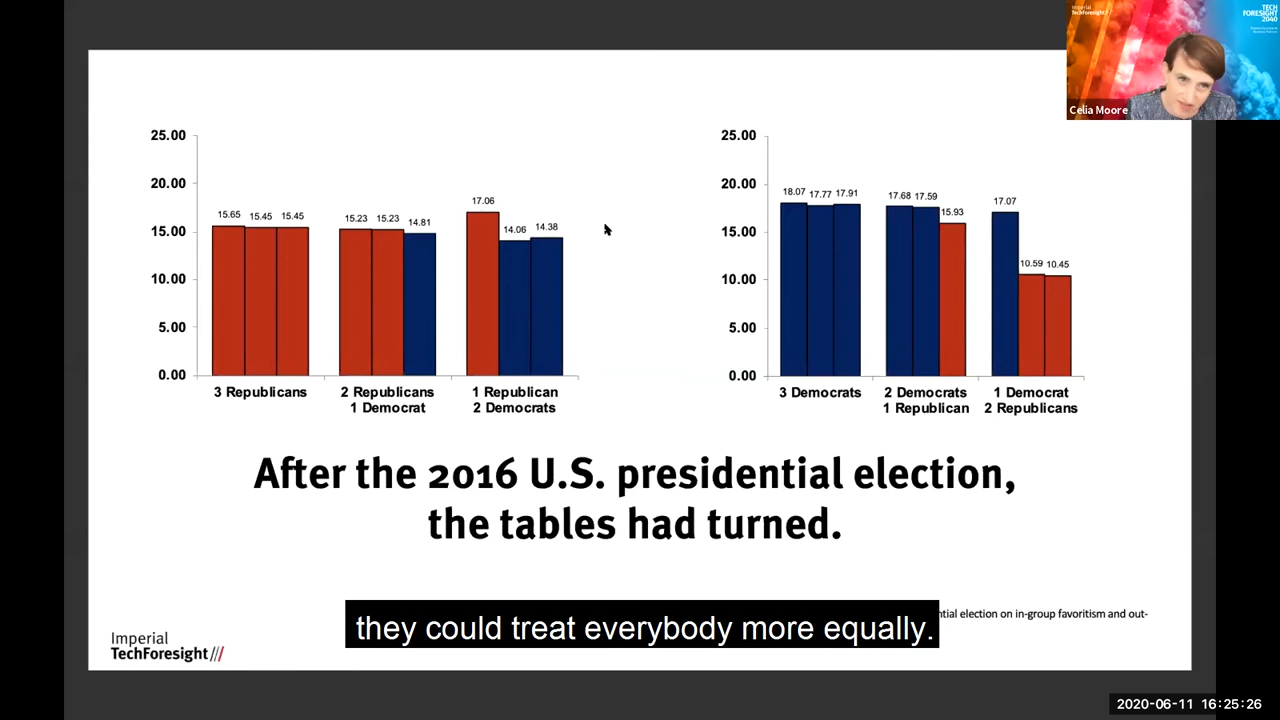 Imperial
TechForesight
TECH
FORESIGHT
2040
Celia Moore
25.00
20.00
15.00
10.00
5.00
0.00
15.65 15.45 15.45
15.23 15.23 14.81
17.06 14.06 14.38
3 Republicans
2 Republicans
1 Democrat
1 Republican
2 Democrats
25.00
20.00
15.00
10.00
5.00
0.00
18.07 17.77 17.91
17.68 17.59 15.93
17.07 10.59 10.45
3 Democrats
2 Democrats
1 Republican
1 Democrat
2 Republicans
After the 2016 U.S. presidential election,
the tables had turned.
election on in-group favoritism and out-
they could treat everybody more equally.
Imperial
TechForesight
2020-06-11 16:25:26